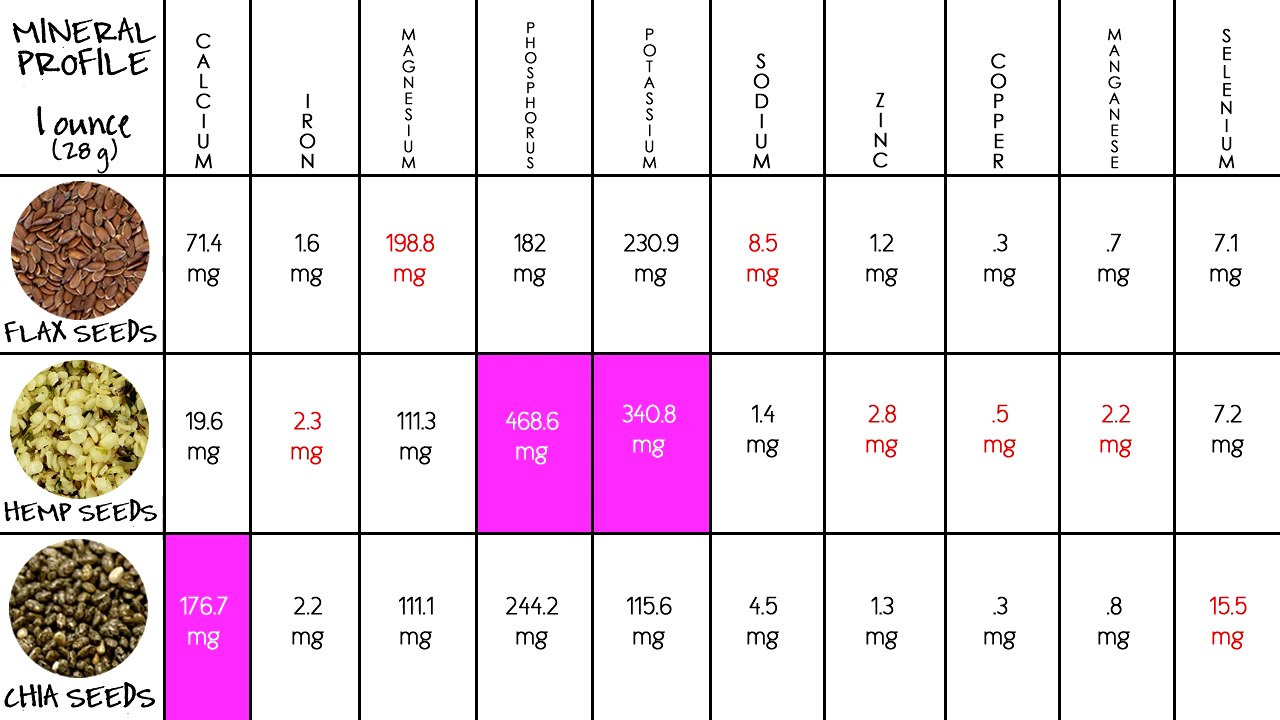 MINERAL
PROFILE
1 ounce
(28 g)
CALCIUM
IRON
MAGNESIUM
PHOSPHORUS
POTASSIUM
SODIUM
ZINC
COPPER
MANGANESE
SELENIUM
71.4 1.6 198.8 182 230.9 8.5 1.2 .3 .7 7.1
mg mg mg mg mg mg mg mg mg mg
FLAX SEEDS
19.6 2.3 111.3 468.6 340.8 1.4 2.8 .5 2.2 7.2
mg mg mg mg mg mg mg mg mg mg
HEMP SEEDS
176.7 2.2 111.1 244.2 115.6 4.5 1.3 .3 .8 15.5
mg mg mg mg mg mg mg mg mg mg
CHIA SEEDS